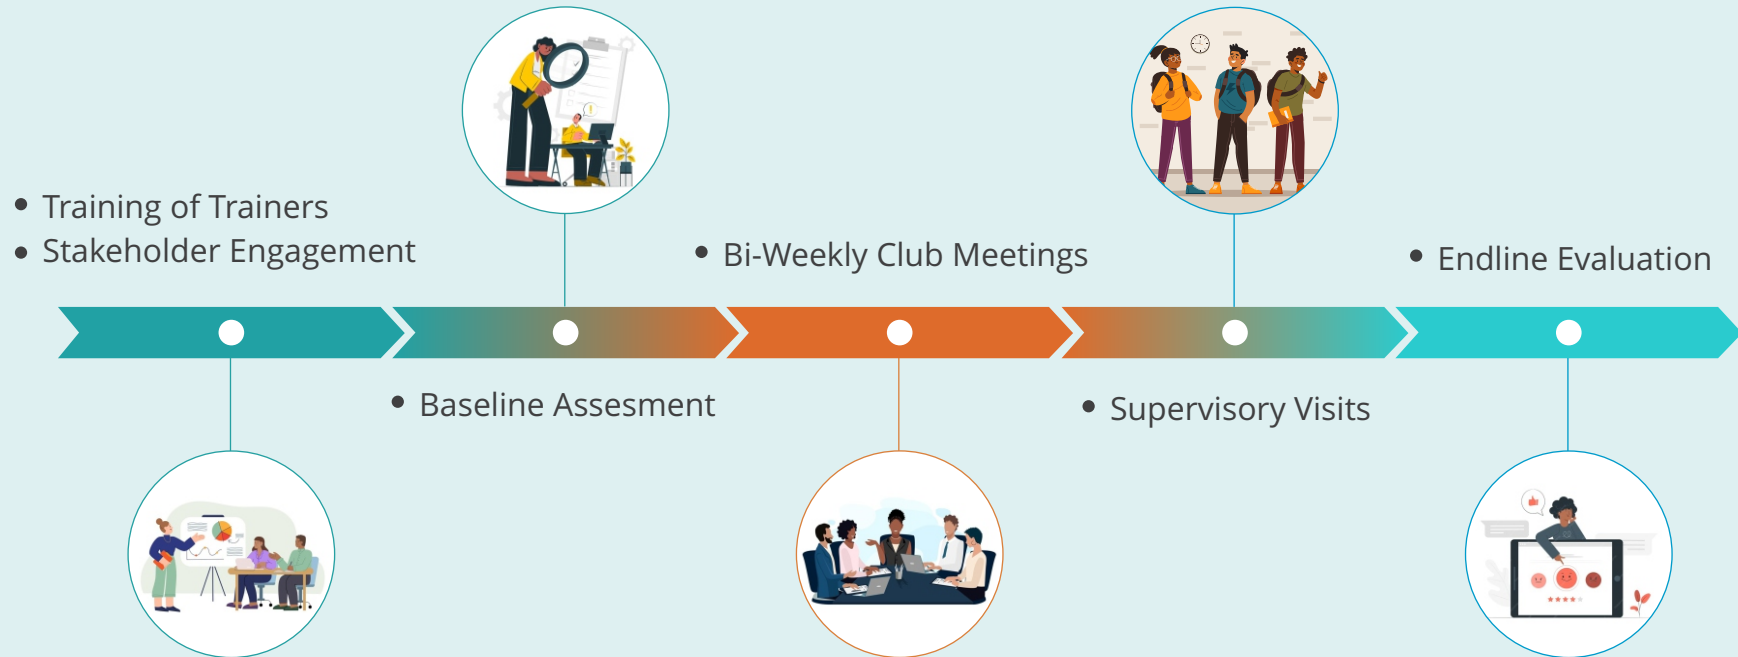 • Training of Trainers
• Stakeholder Engagement
• Baseline Assesment
• Bi-Weekly Club Meetings
• Supervisory Visits
• Endline Evaluation